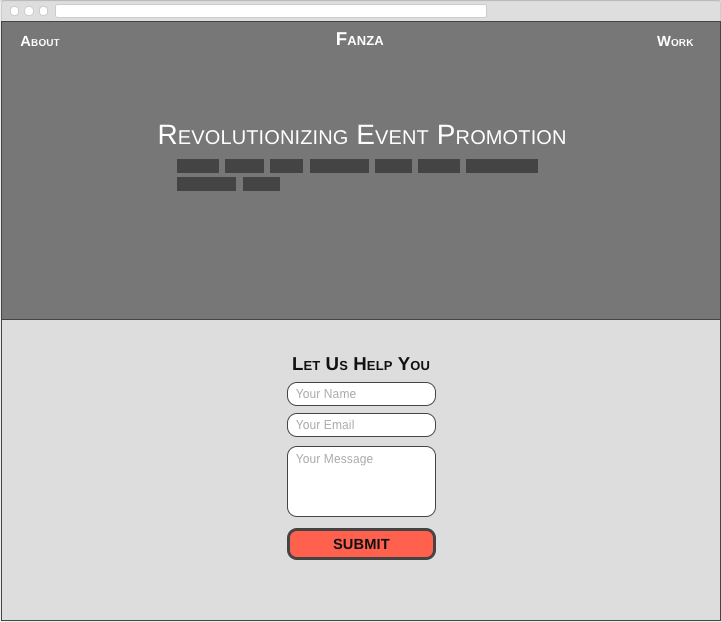 About Fanza Work
Revolutionizing Event Promotion
Let Us Help You
Your Name
Your Email
Your Message
SUBMIT